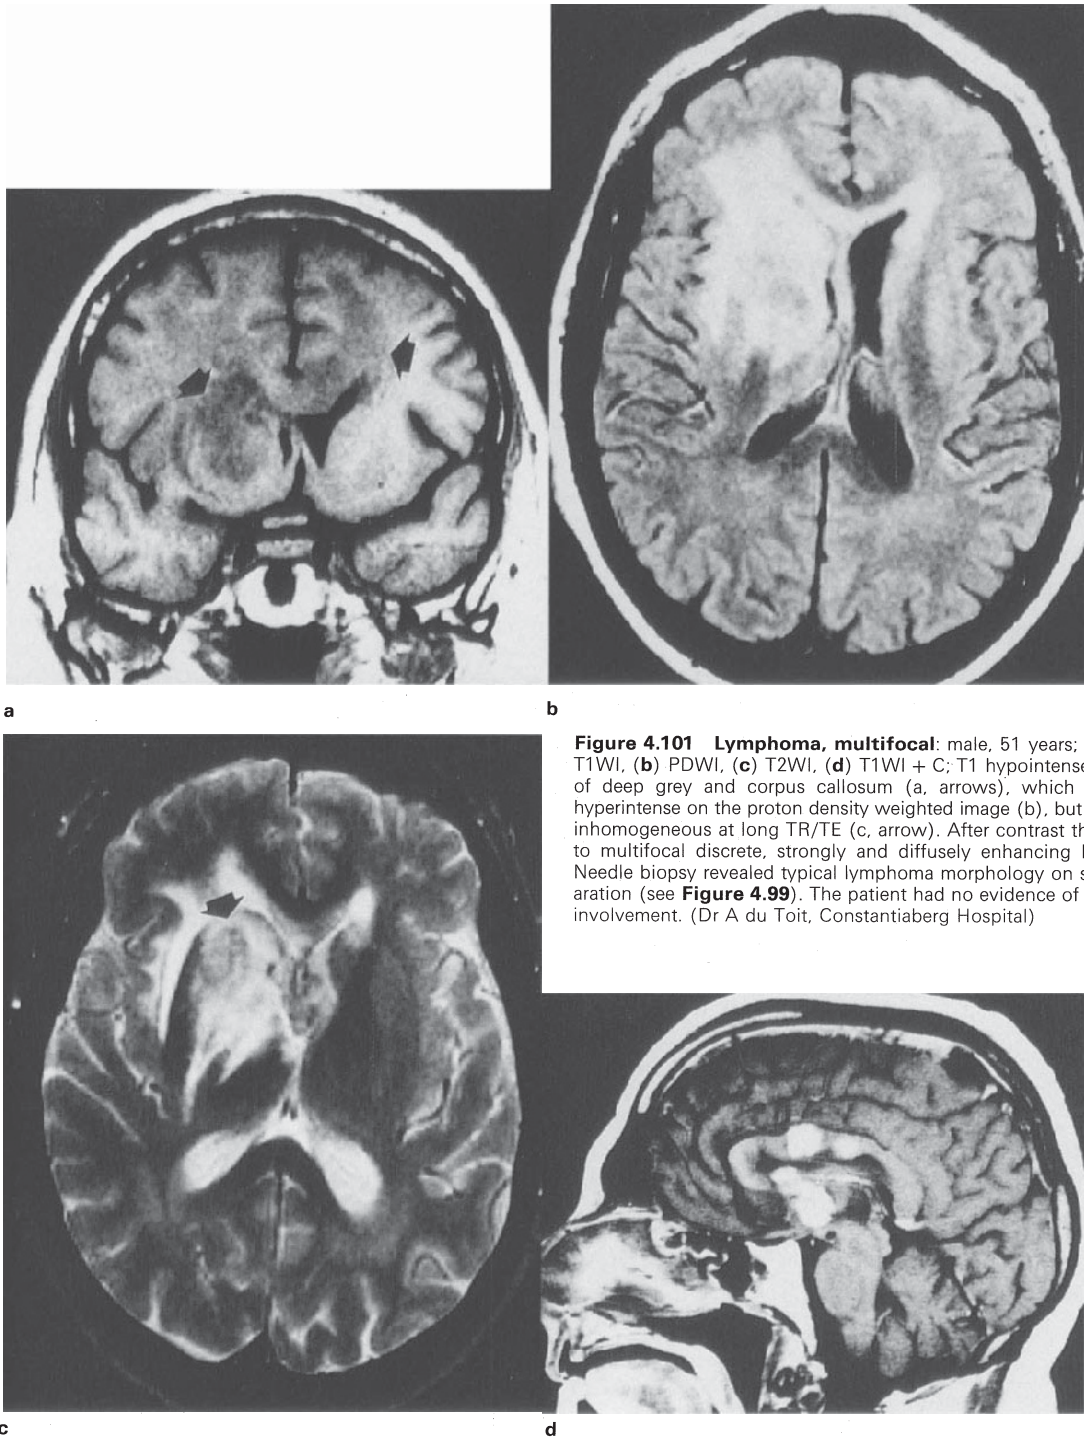 a
b
Figure 4.101 Lymphoma, multifocal: male, 51 years;
T1WI, (b) PDWI, (c) T2WI, (d) T1WI + C; T1 hypointense
of deep grey and corpus callosum (a, arrows), which
hyperintense on the proton density weighted image (b), but
inhomogeneous at long TR/TE (c, arrow). After contrast
to multifocal discrete, strongly and diffusely enhancing
Needle biopsy revealed typical lymphoma morphology on
aration (see Figure 4.99). The patient had no evidence of
involvement. (Dr A du Toit, Constantiaberg Hospital)
c
d